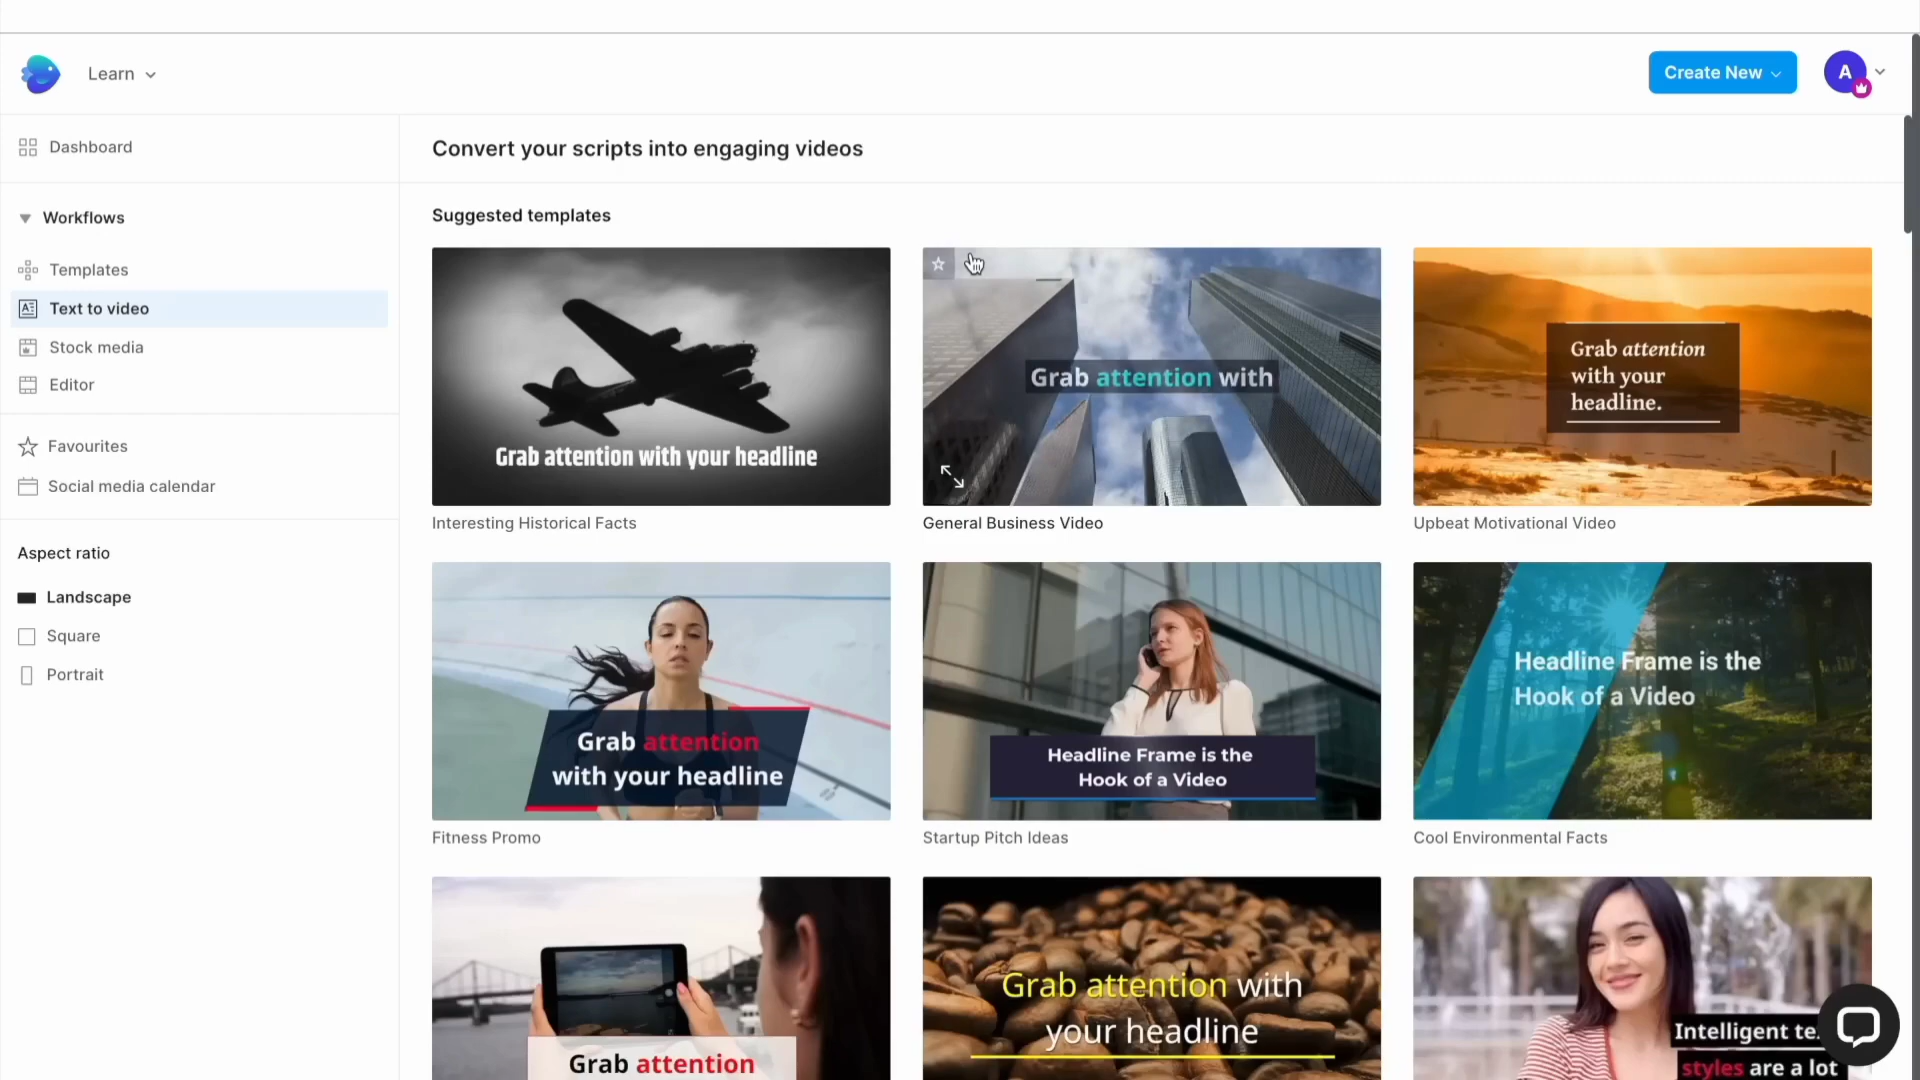 Learn
Create New
A
Dashboard
Convert your scripts into engaging videos
Workflows
Templates
Text to video
Stock media
Editor
Favourites
Social media calendar
Aspect ratio
Landscape
Square
Portrait
Suggested templates
Grab attention with your headline
Interesting Historical Facts
Grab attention with
General Business Video
Grab attention
with your
headline.
Upbeat Motivational Video
Grab attention
with your headline
Fitness Promo
Headline Frame is the
Hook of a Video
Startup Pitch Ideas
Headline Frame is the
Hook of a Video
Cool Environmental Facts
Grab attention
Grab attention with
your headline
Intelligent te
styles are a lot